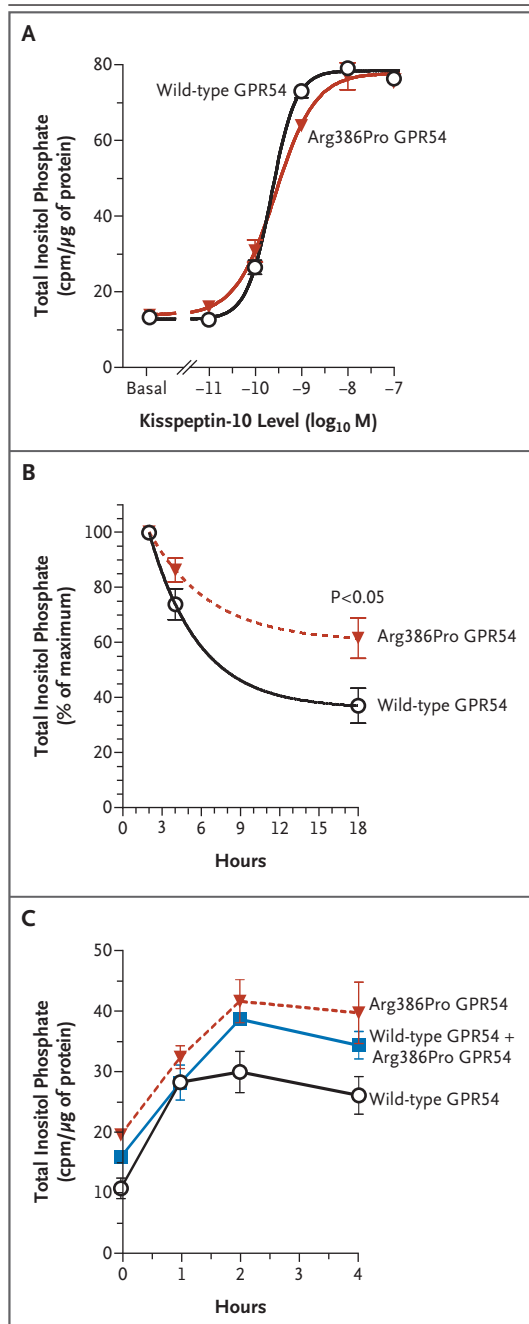 A
80
60
40
20
0
Total Inositol Phosphate
(cpm/μg of protein)
Wild-type GPR54
Arg386Pro GPR54
Basal
−11
−10
−9
−8
−7
Kisspeptin-10 Level (log₁₀ M)
B
100
80
60
40
20
0
Total Inositol Phosphate
(% of maximum)
P<0.05
Arg386Pro GPR54
Wild-type GPR54
0
3
6
9
12
15
18
Hours
C
50
40
30
20
10
0
Total Inositol Phosphate
(cpm/μg of protein)
Arg386Pro GPR54
Wild-type GPR54 +
Arg386Pro GPR54
Wild-type GPR54
0
1
2
3
4
Hours